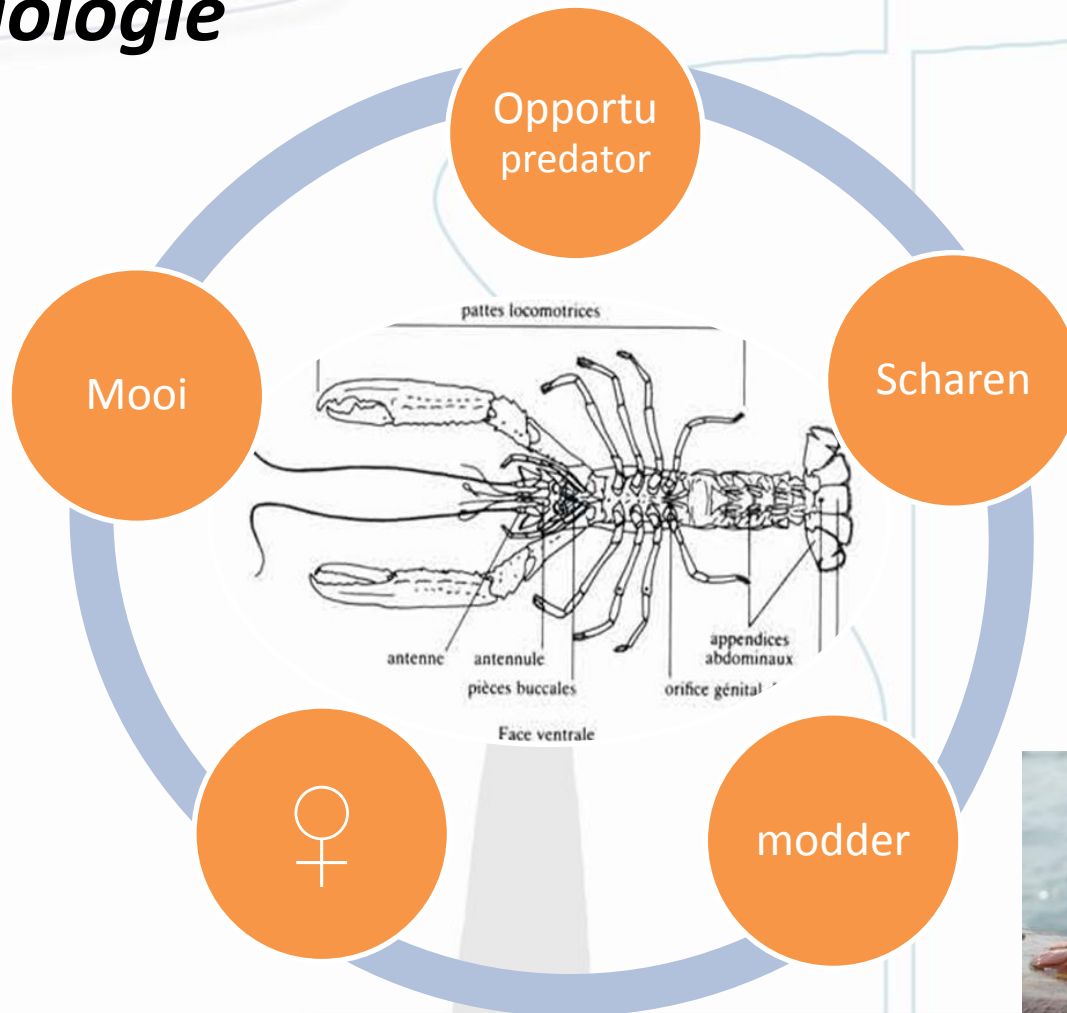 ologie
Opportu
predator
Mooi
Scharen
pattes locomotrices
antenne
antennule
appendices
abdominaux
pièces buccales
orifice génital
Face ventrale
♀
modder